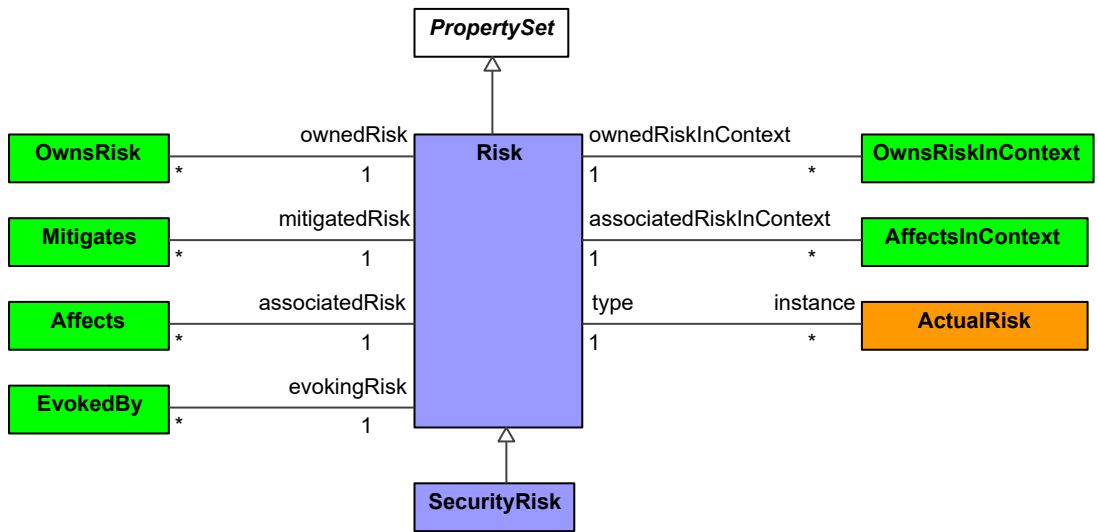 PropertySet
ownedRisk
Risk
ownedRiskInContext
OwnsRisk
* 1
1 *
OwnsRiskInContext
mitigatedRisk
associatedRiskInContext
Mitigates
* 1
1 *
AffectsInContext
associatedRisk
type
instance
Affects
* 1
1 *
ActualRisk
evokingRisk
EvokedBy
* 1
SecurityRisk